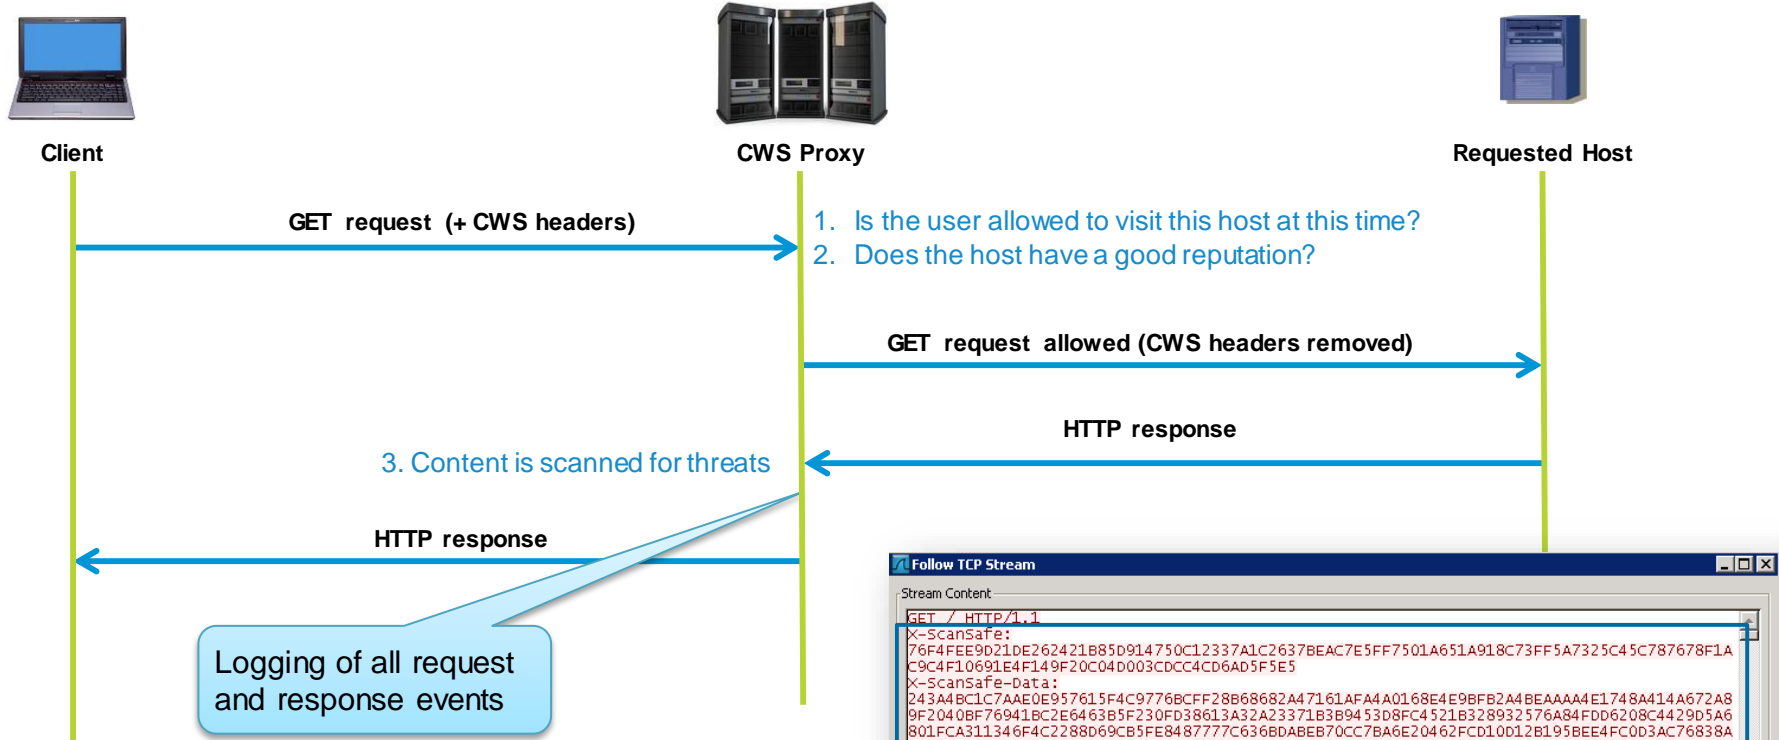 Client
CWS Proxy
Requested Host
GET request (+ CWS headers)
1. Is the user allowed to visit this host at this time?
2. Does the host have a good reputation?
GET request allowed (CWS headers removed)
HTTP response
3. Content is scanned for threats
HTTP response
Logging of all request
and response events
Follow TCP Stream
Stream Content
GET / HTTP/1.1
X-ScanSafe:
76F4FEE9D21DE262421B85D914750C12337A1C2637BEAC7E5FF7501A651A918C73FF5A7325C45C787678F1A
C9C4F10691E4F149F20C04D003CDCC4CD6AD5F5E5
X-ScanSafe-Data:
243A4BC1C7AAE0E957615F4C9776BCFF28B68682A47161AFA4A0168E4E9BFB2A4BEAAAA4E1748A414A672A8
9F2040BF76941BC2E6463B5F230FD38613A32A23371B3B9453D8FC4521B328932576A84FDD6208C4429D5A6
801FCA311346F4C2288D69CB5FE8487777C636BDABEB70CC7BA6E20462FCD10D12B195BEE4FC0D3AC76838A